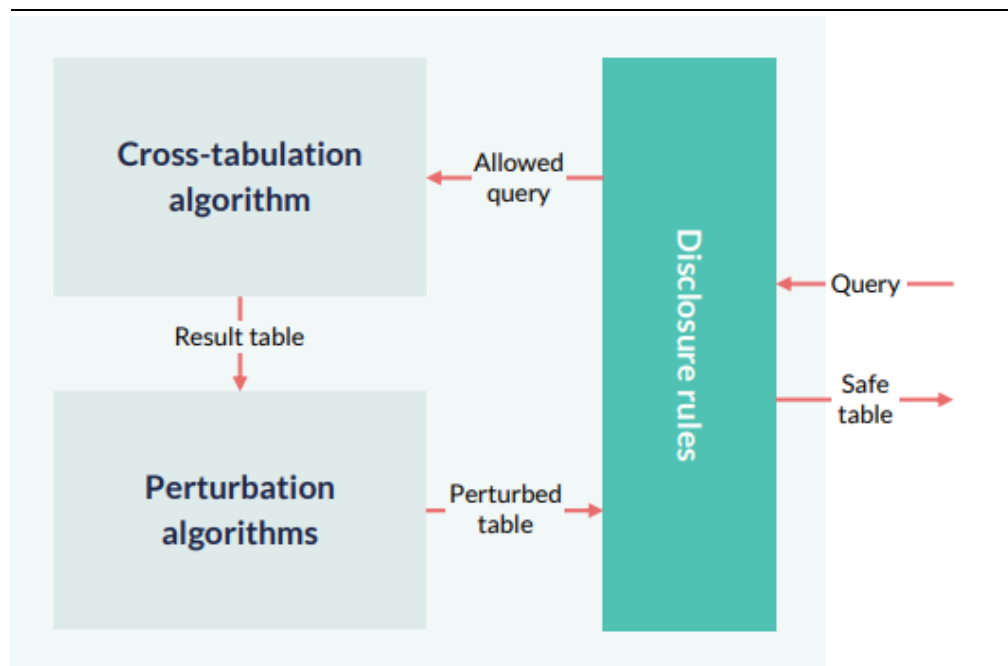 Cross-tabulation
algorithm
Allowed
query
Disclosure rules
Query
Result table
Safe
table
Perturbation
algorithms
Perturbed
table